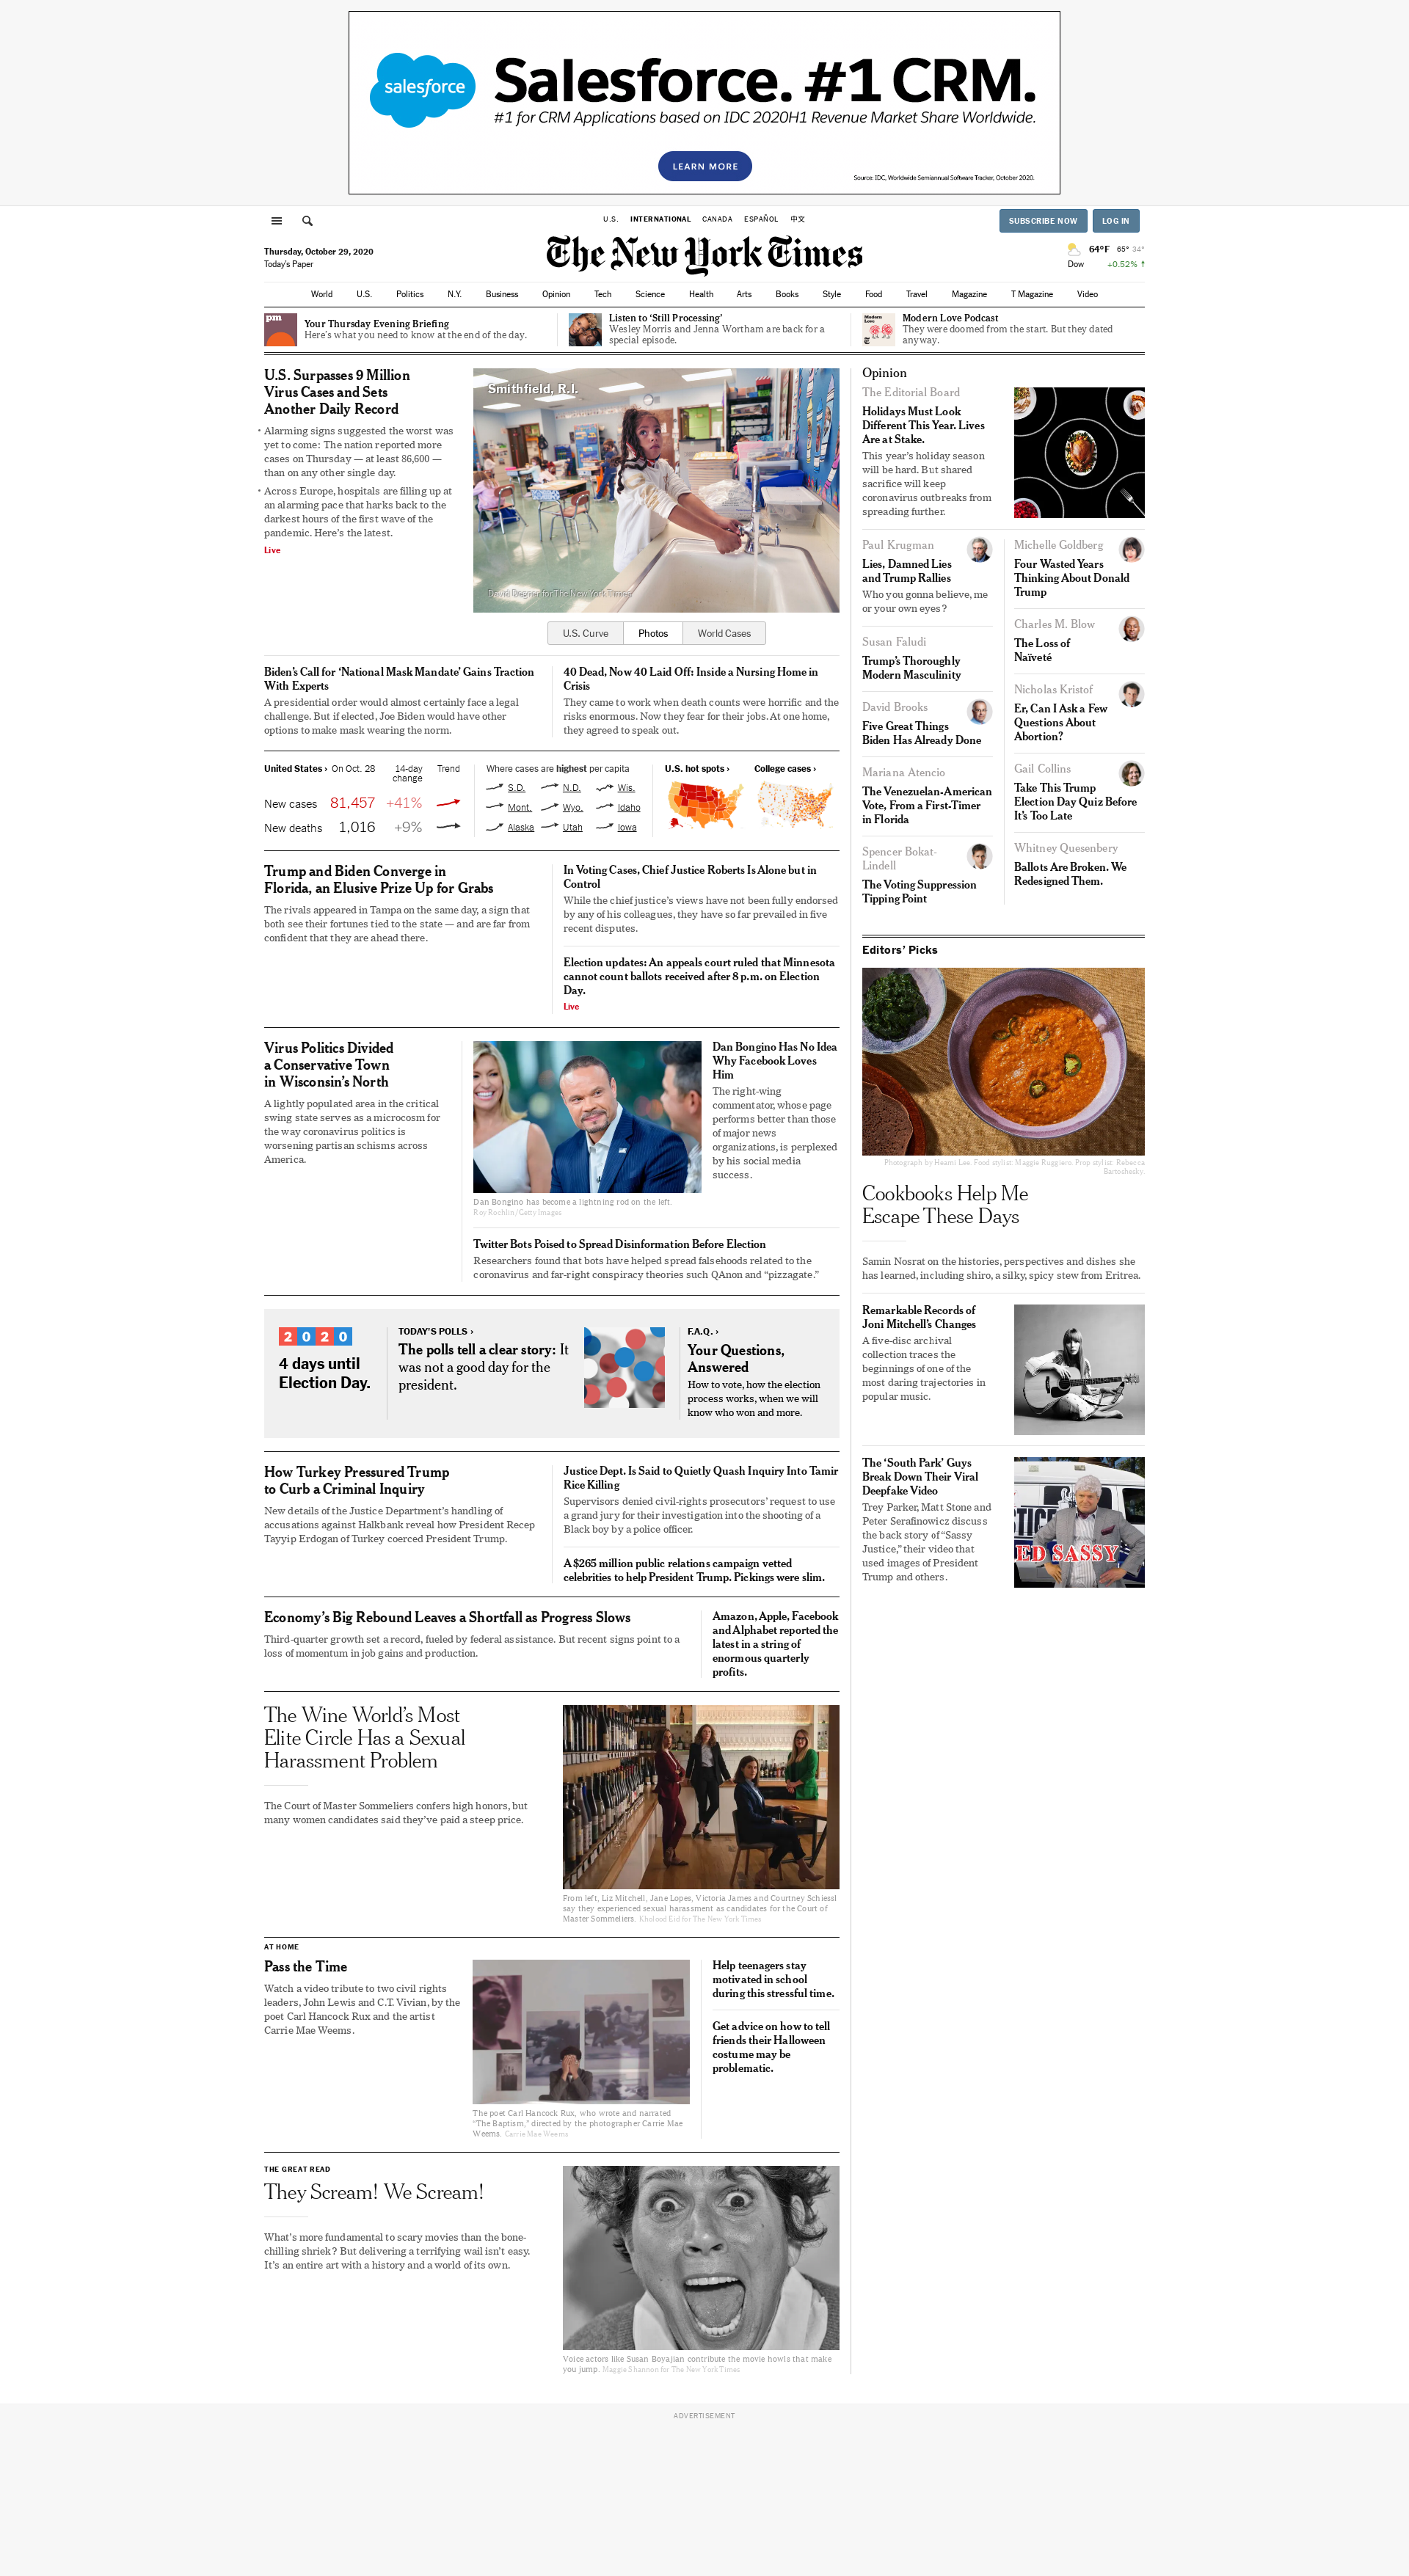 salesforce
Salesforce. #1 CRM.
#1 for CRM Applications based on IDC 2020H1 Revenue Market Share Worldwide.
LEARN MORE
Source: IDC, Worldwide Semiannual Software Tracker, October 2020.
U.S. INTERNATIONAL CANADA ESPAÑOL 中文
SUBSCRIBE NOW LOG IN
Thursday, October 29, 2020
Today's Paper
The New York Times
64°F 65° 34°
Dow +0.52% ↑
World U.S. Politics N.Y. Business Opinion Tech Science Health Arts Books Style Food Travel Magazine T Magazine Video
pm
Your Thursday Evening Briefing
Here's what you need to know at the end of the day.
Listen to ‘Still Processing’
Wesley Morris and Jenna Wortham are back for a
special episode.
Modern
Love
Modern Love Podcast
They were doomed from the start. But they dated
anyway.
U.S. Surpasses 9 Million
Virus Cases and Sets
Another Daily Record
• Alarming signs suggested the worst was
yet to come: The nation reported more
cases on Thursday — at least 86,600 —
than on any other single day.
• Across Europe, hospitals are filling up at
an alarming pace that harks back to the
darkest hours of the first wave of the
pandemic. Here's the latest.
Live
Smithfield, R.I.
David Degner for The New York Times
U.S. Curve Photos World Cases
Biden’s Call for ‘National Mask Mandate’ Gains Traction
With Experts
A presidential order would almost certainly face a legal
challenge. But if elected, Joe Biden would have other
options to make mask wearing the norm.
40 Dead, Now 40 Laid Off: Inside a Nursing Home in
Crisis
They came to work when death counts were horrific and the
risks enormous. Now they fear for their jobs. At one home,
they agreed to speak out.
United States › On Oct. 28 14-day
change Trend
New cases 81,457 +41%
New deaths 1,016 +9%
Where cases are highest per capita
S.D. N.D. Wis.
Mont. Wyo. Idaho
Alaska Utah Iowa
U.S. hot spots › College cases ›
Trump and Biden Converge in
Florida, an Elusive Prize Up for Grabs
The rivals appeared in Tampa on the same day, a sign that
both see their fortunes tied to the state — and are far from
confident that they are ahead there.
In Voting Cases, Chief Justice Roberts Is Alone but in
Control
While the chief justice’s views have not been fully endorsed
by any of his colleagues, they have so far prevailed in five
recent disputes.
Election updates: An appeals court ruled that Minnesota
cannot count ballots received after 8 p.m. on Election
Day.
Live
Virus Politics Divided
a Conservative Town
in Wisconsin’s North
A lightly populated area in the critical
swing state serves as a microcosm for
the way coronavirus politics is
worsening partisan schisms across
America.
Dan Bongino has become a lightning rod on the left.
Roy Rochlin/Getty Images
Dan Bongino Has No Idea
Why Facebook Loves
Him
The right-wing
commentator, whose page
performs better than those
of major news
organizations, is perplexed
by his social media
success.
Twitter Bots Poised to Spread Disinformation Before Election
Researchers found that bots have helped spread falsehoods related to the
coronavirus and far-right conspiracy theories such QAnon and “pizzagate.”
2020
4 days until
Election Day.
TODAY’S POLLS ›
The polls tell a clear story: It
was not a good day for the
president.
F.A.Q. ›
Your Questions,
Answered
How to vote, how the election
process works, when we will
know who won and more.
How Turkey Pressured Trump
to Curb a Criminal Inquiry
New details of the Justice Department’s handling of
accusations against Halkbank reveal how President Recep
Tayyip Erdogan of Turkey coerced President Trump.
Justice Dept. Is Said to Quietly Quash Inquiry Into Tamir
Rice Killing
Supervisors denied civil-rights prosecutors’ request to use
a grand jury for their investigation into the shooting of a
Black boy by a police officer.
A $265 million public relations campaign vetted
celebrities to help President Trump. Pickings were slim.
Economy’s Big Rebound Leaves a Shortfall as Progress Slows
Third-quarter growth set a record, fueled by federal assistance. But recent signs point to a
loss of momentum in job gains and production.
Amazon, Apple, Facebook
and Alphabet reported the
latest in a string of
enormous quarterly
profits.
The Wine World’s Most
Elite Circle Has a Sexual
Harassment Problem
The Court of Master Sommeliers confers high honors, but
many women candidates said they’ve paid a steep price.
From left, Liz Mitchell, Jane Lopes, Victoria James and Courtney Schiessl
say they experienced sexual harassment as candidates for the Court of
Master Sommeliers. Kholood Eid for The New York Times
AT HOME
Pass the Time
Watch a video tribute to two civil rights
leaders, John Lewis and C.T. Vivian, by the
poet Carl Hancock Rux and the artist
Carrie Mae Weems.
The poet Carl Hancock Rux, who wrote and narrated
“The Baptism,” directed by the photographer Carrie Mae
Weems. Carrie Mae Weems
Help teenagers stay
motivated in school
during this stressful time.
Get advice on how to tell
friends their Halloween
costume may be
problematic.
THE GREAT READ
They Scream! We Scream!
What’s more fundamental to scary movies than the bone-
chilling shriek? But delivering a terrifying wail isn’t easy.
It’s an entire art with a history and a world of its own.
Voice actors like Susan Boyajian contribute the movie howls that make
you jump. Maggie Shannon for The New York Times
Opinion
The Editorial Board
Holidays Must Look
Different This Year. Lives
Are at Stake.
This year’s holiday season
will be hard. But shared
sacrifice will keep
coronavirus outbreaks from
spreading further.
Paul Krugman
Lies, Damned Lies
and Trump Rallies
Who you gonna believe, me
or your own eyes?
Susan Faludi
Trump’s Thoroughly
Modern Masculinity
David Brooks
Five Great Things
Biden Has Already Done
Mariana Atencio
The Venezuelan-American
Vote, From a First-Timer
in Florida
Spencer Bokat-
Lindell
The Voting Suppression
Tipping Point
Michelle Goldberg
Four Wasted Years
Thinking About Donald
Trump
Charles M. Blow
The Loss of
Naïveté
Nicholas Kristof
Er, Can I Ask a Few
Questions About
Abortion?
Gail Collins
Take This Trump
Election Day Quiz Before
It’s Too Late
Whitney Quesenbery
Ballots Are Broken. We
Redesigned Them.
Editors’ Picks
Photograph by Heami Lee. Food stylist: Maggie Ruggiero. Prop stylist: Rebecca
Bartoshesky.
Cookbooks Help Me
Escape These Days
Samin Nosrat on the histories, perspectives and dishes she
has learned, including shiro, a silky, spicy stew from Eritrea.
Remarkable Records of
Joni Mitchell’s Changes
A five-disc archival
collection traces the
beginnings of one of the
most daring trajectories in
popular music.
The ‘South Park’ Guys
Break Down Their Viral
Deepfake Video
Trey Parker, Matt Stone and
Peter Serafinowicz discuss
the back story of “Sassy
Justice,” their video that
used images of President
Trump and others.
ED SASSY
ADVERTISEMENT